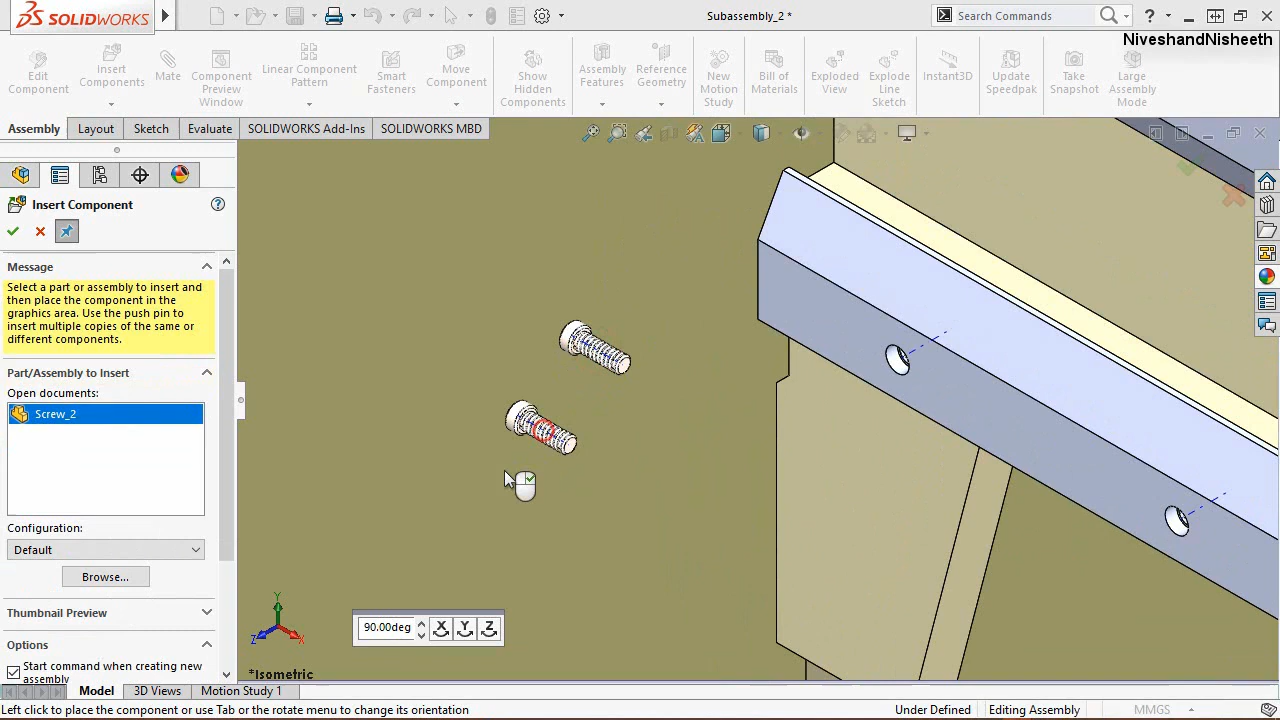 SOLIDWORKS
Subassembly_2 *
Search Commands
?
NiveshandNisheeth
Edit
Component
Insert
Components
Mate
Component
Preview
Window
Linear Component
Pattern
Smart
Fasteners
Move
Component
Show
Hidden
Components
Assembly
Features
Reference
Geometry
New
Motion
Study
Bill of
Materials
Exploded
View
Explode
Line
Sketch
Instant3D
Update
Speedpak
Take
Snapshot
Large
Assembly
Mode
Assembly
Layout
Sketch
Evaluate
SOLIDWORKS Add-Ins
SOLIDWORKS MBD
Insert Component
?
Message
Select a part or assembly to insert and
then place the component in the
graphics area. Use the push pin to
insert multiple copies of the same or
different components.
Part/Assembly to Insert
Open documents:
Screw_2
Configuration:
Default
Browse...
Thumbnail Preview
Options
Start command when creating new
assembly
Y
Z
X
90.00deg
X
Y
Z
*Isometric
Model
3D Views
Motion Study 1
Left click to place the component or use Tab or the rotate menu to change its orientation
Under Defined
Editing Assembly
MMGS